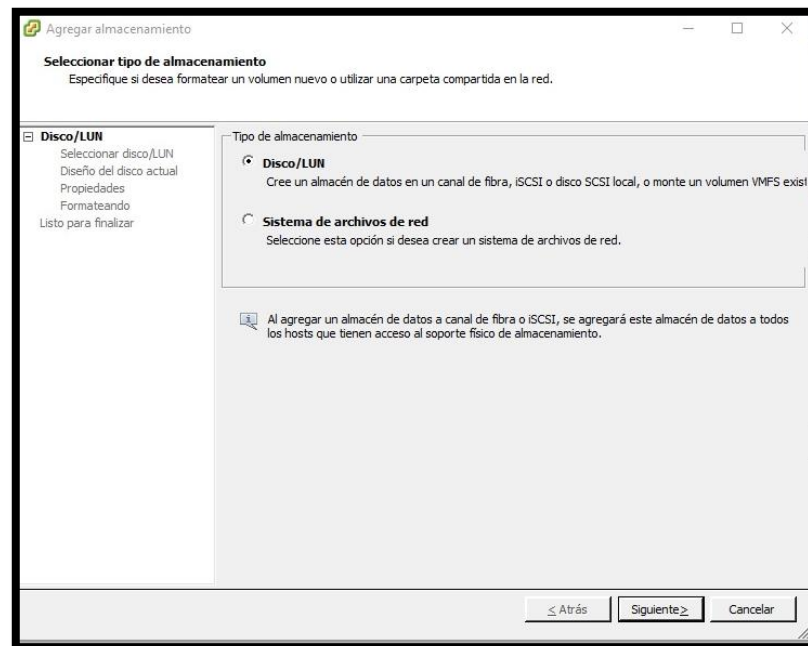 Agregar almacenamiento
Seleccionar tipo de almacenamiento
Especifique si desea formatear un volumen nuevo o utilizar una carpeta compartida en la red.
Disco/LUN
Seleccionar disco/LUN
Diseño del disco actual
Propiedades
Formateando
Listo para finalizar
Tipo de almacenamiento
Disco/LUN
Cree un almacén de datos en un canal de fibra, iSCSI o disco SCSI local, o monte un volumen VMFS exist
Sistema de archivos de red
Seleccione esta opción si desea crear un sistema de archivos de red.
Al agregar un almacén de datos a canal de fibra o iSCSI, se agregará este almacén de datos a todos
los hosts que tienen acceso al soporte físico de almacenamiento.
< Atrás
Siguiente >
Cancelar